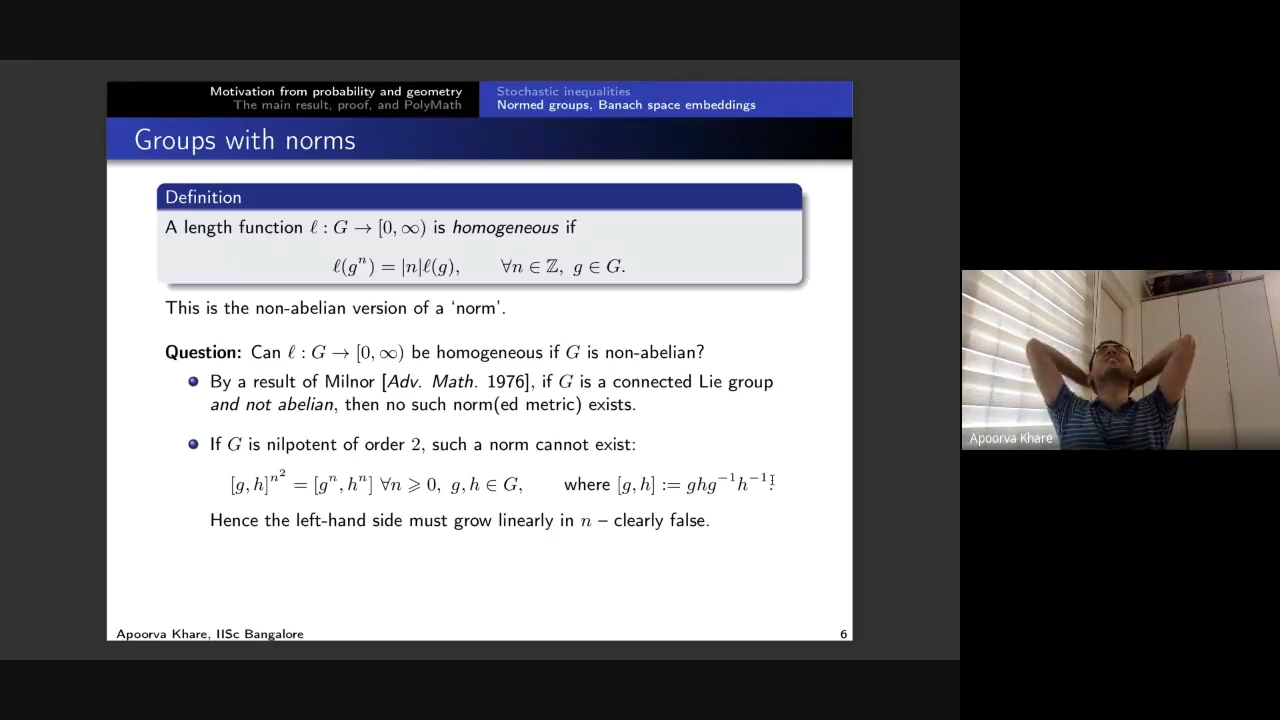 Motivation from probability and geometry
The main result, proof, and PolyMath
Stochastic inequalities
Normed groups, Banach space embeddings
Groups with norms
Definition
A length function ℓ : G → [0, ∞) is homogeneous if
ℓ(gⁿ) = |n|ℓ(g), ∀n ∈ ℤ, g ∈ G.
This is the non-abelian version of a ‘norm’.
Question: Can ℓ : G → [0, ∞) be homogeneous if G is non-abelian?
By a result of Milnor [Adv. Math. 1976], if G is a connected Lie group
and not abelian, then no such norm(ed metric) exists.
If G is nilpotent of order 2, such a norm cannot exist:
[g, h]^{n²} = [gⁿ, hⁿ] ∀n ⩾ 0, g, h ∈ G, where [g, h] := ghg⁻¹h⁻¹.
Hence the left-hand side must grow linearly in n – clearly false.
Apoorva Khare, IISc Bangalore
6
Apoorva Khare